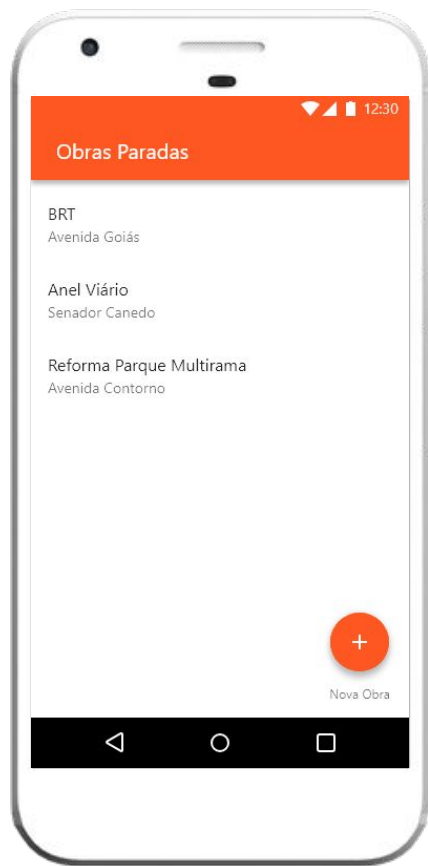 12:30
Obras Paradas
BRT
Avenida Goiás
Anel Viário
Senador Canedo
Reforma Parque Multirama
Avenida Contorno
+
Nova Obra